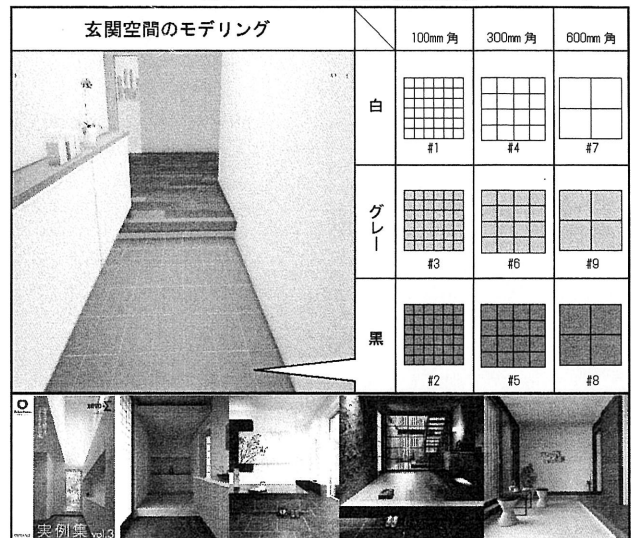 玄関空間のモデリング
100mm 角
300mm 角
600mm 角
白
#1
#4
#7
グレー
#3
#6
#9
黒
#2
#5
#8
実例集 vol.3